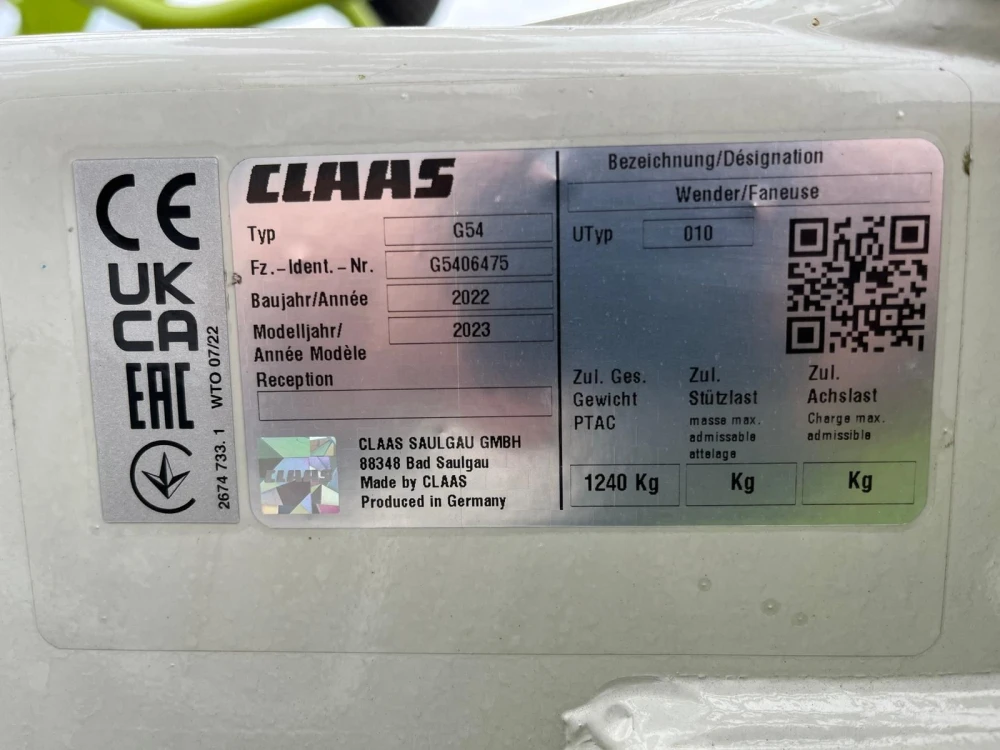 CE
UK
CA
EAC
2674 733. 1 WTO 07/22
CLAAS
Typ G54
Fz.-Ident.-Nr. G5406475
Baujahr/Année 2022
Modelljahr/ 2023
Année Modèle
Reception
CLAAS
CLAAS SAULGAU GMBH
88348 Bad Saulgau
Made by CLAAS
Produced in Germany
Bezeichnung/Désignation
Wender/Faneuse
UTyp 010
Zul. Ges.
Gewicht
PTAC
1240 Kg
Zul.
Stützlast
masse max.
admissable
attelage
Kg
Zul.
Achslast
Charge max.
admissible
Kg